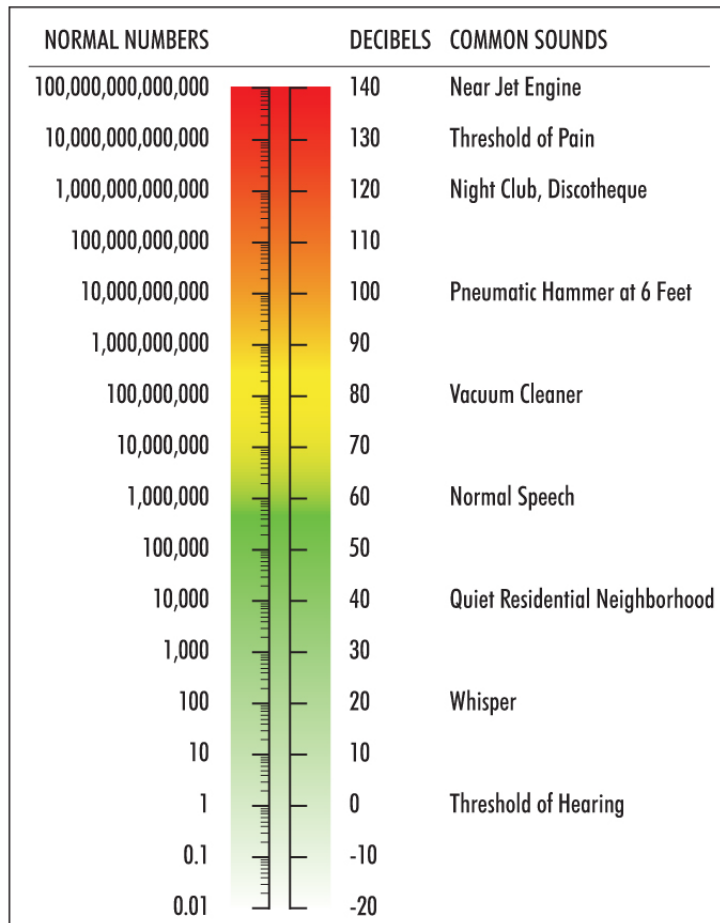 NORMAL NUMBERS DECIBELS COMMON SOUNDS
100,000,000,000,000 140 Near Jet Engine
10,000,000,000,000 130 Threshold of Pain
1,000,000,000,000 120 Night Club, Discotheque
100,000,000,000 110
10,000,000,000 100 Pneumatic Hammer at 6 Feet
1,000,000,000 90
100,000,000 80 Vacuum Cleaner
10,000,000 70
1,000,000 60 Normal Speech
100,000 50
10,000 40 Quiet Residential Neighborhood
1,000 30
100 20 Whisper
10 10
1 0 Threshold of Hearing
0.1 -10
0.01 -20